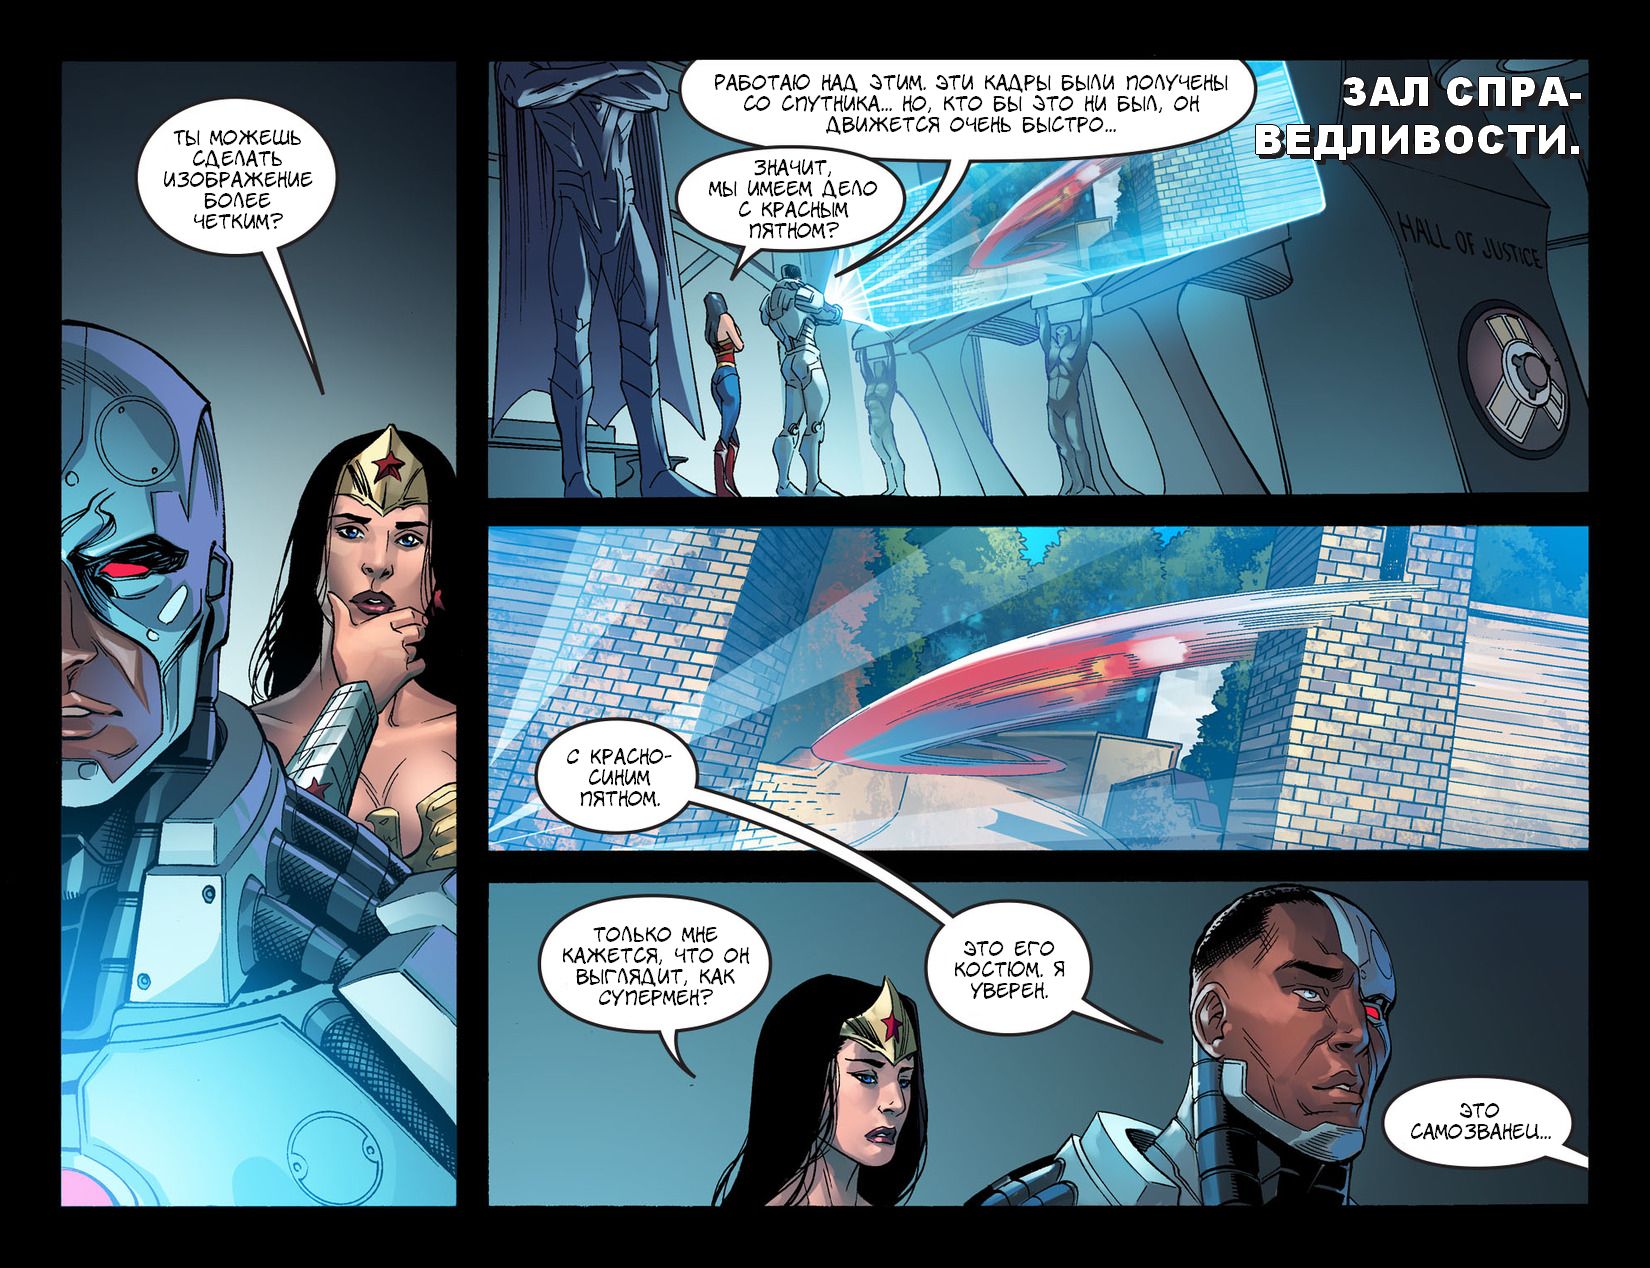 ТЫ МОЖЕШЬ
СДЕЛАТЬ
ИЗОБРАЖЕНИЕ
БОЛЕЕ
ЧЕТКИМ?
ЗАЛ СПРА-
ВЕДЛИВОСТИ.
РАБОТАЮ НАД ЭТИМ. ЭТИ КАДРЫ БЫЛИ ПОЛУЧЕНЫ
СО СПУТНИКА... НО, КТО БЫ ЭТО НИ БЫЛ, ОН
ДВИЖЕТСЯ ОЧЕНЬ БЫСТРО...
ЗНАЧИТ,
МЫ ИМЕЕМ ДЕЛО
С КРАСНЫМ
ПЯТНОМ?
HALL OF JUSTICE
С КРАСНО-
СИНИМ
ПЯТНОМ.
ТОЛЬКО МНЕ
КАЖЕТСЯ, ЧТО ОН
ВЫГЛЯДИТ, КАК
СУПЕРМЕН?
ЭТО ЕГО
КОСТЮМ. Я
УВЕРЕН.
ЭТО
САМОЗВАНЕЦ...